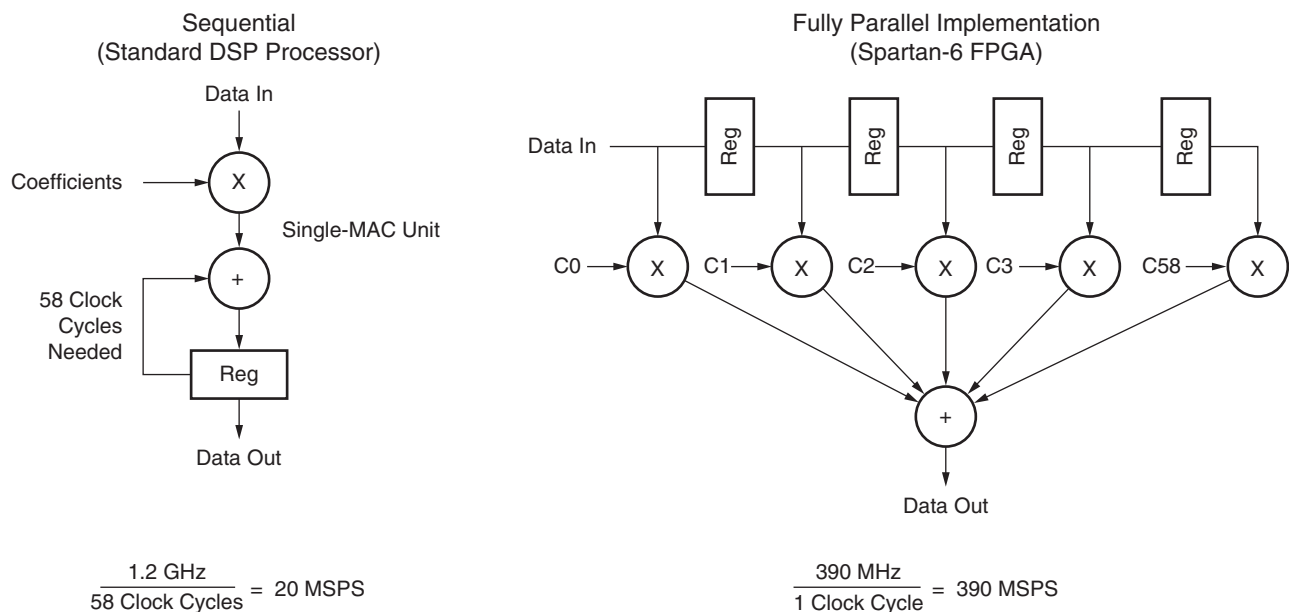 Sequential
(Standard DSP Processor)
Data In
Coefficients
X
Single-MAC Unit
+
58 Clock
Cycles
Needed
Reg
Data Out
1.2 GHz
58 Clock Cycles
= 20 MSPS
Fully Parallel Implementation
(Spartan-6 FPGA)
Data In
Reg
Reg
Reg
Reg
C0
X
C1
X
C2
X
C3
X
C58
X
+
Data Out
390 MHz
1 Clock Cycle
= 390 MSPS